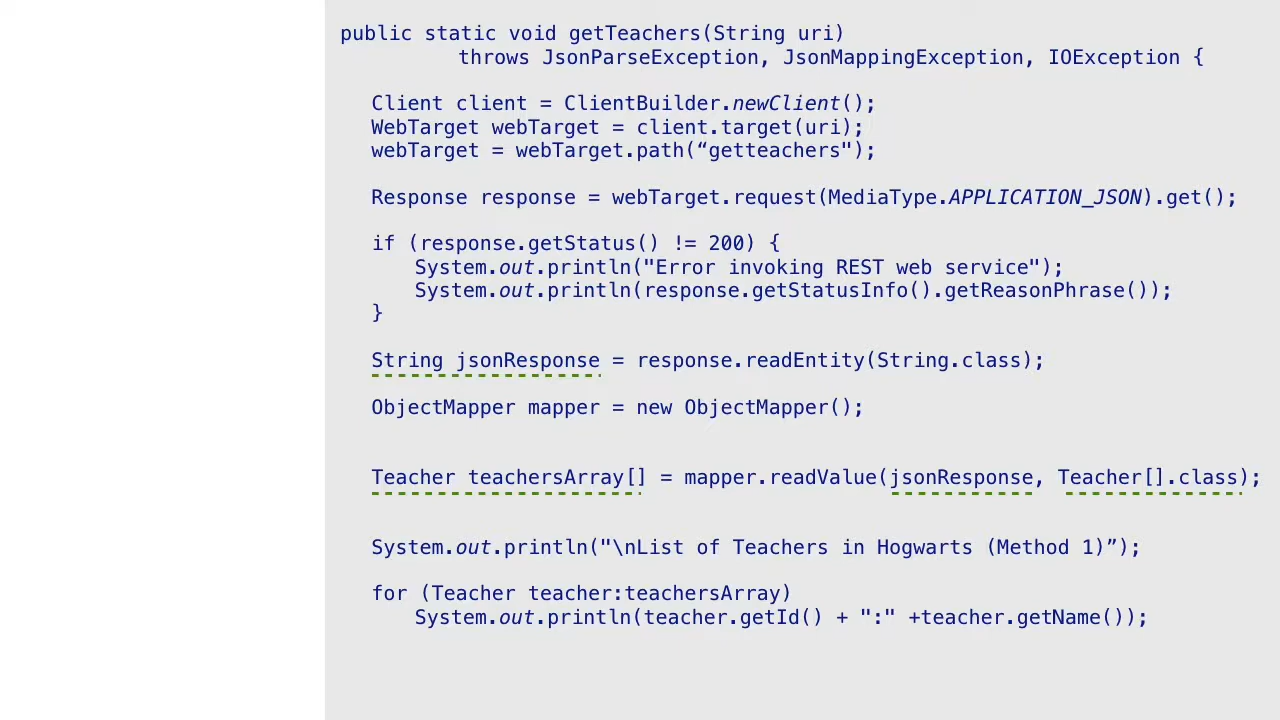 public static void getTeachers(String uri)
throws JsonParseException, JsonMappingException, IOException {
Client client = ClientBuilder.newClient();
WebTarget webTarget = client.target(uri);
webTarget = webTarget.path(“getteachers");
Response response = webTarget.request(MediaType.APPLICATION_JSON).get();
if (response.getStatus() != 200) {
System.out.println("Error invoking REST web service");
System.out.println(response.getStatusInfo().getReasonPhrase());
}
String jsonResponse = response.readEntity(String.class);
ObjectMapper mapper = new ObjectMapper();
Teacher teachersArray[] = mapper.readValue(jsonResponse, Teacher[].class);
System.out.println("\nList of Teachers in Hogwarts (Method 1)”);
for (Teacher teacher:teachersArray)
System.out.println(teacher.getId() + ":" +teacher.getName());